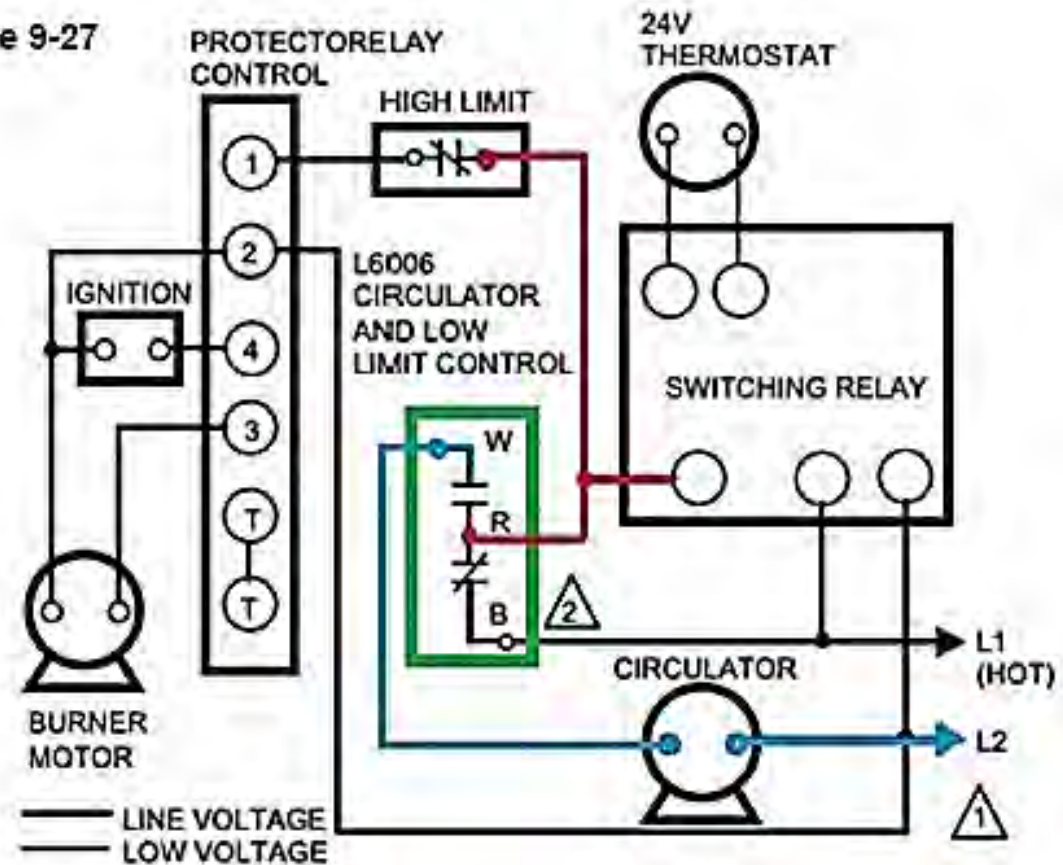 e 9-27
PROTECTORELAY
CONTROL
HIGH LIMIT
24V
THERMOSTAT
1
2
IGNITION
4
3
T
T
L6006
CIRCULATOR
AND LOW
LIMIT CONTROL
SWITCHING RELAY
W
R
B
2
L1
(HOT)
CIRCULATOR
L2
1
BURNER
MOTOR
LINE VOLTAGE
LOW VOLTAGE